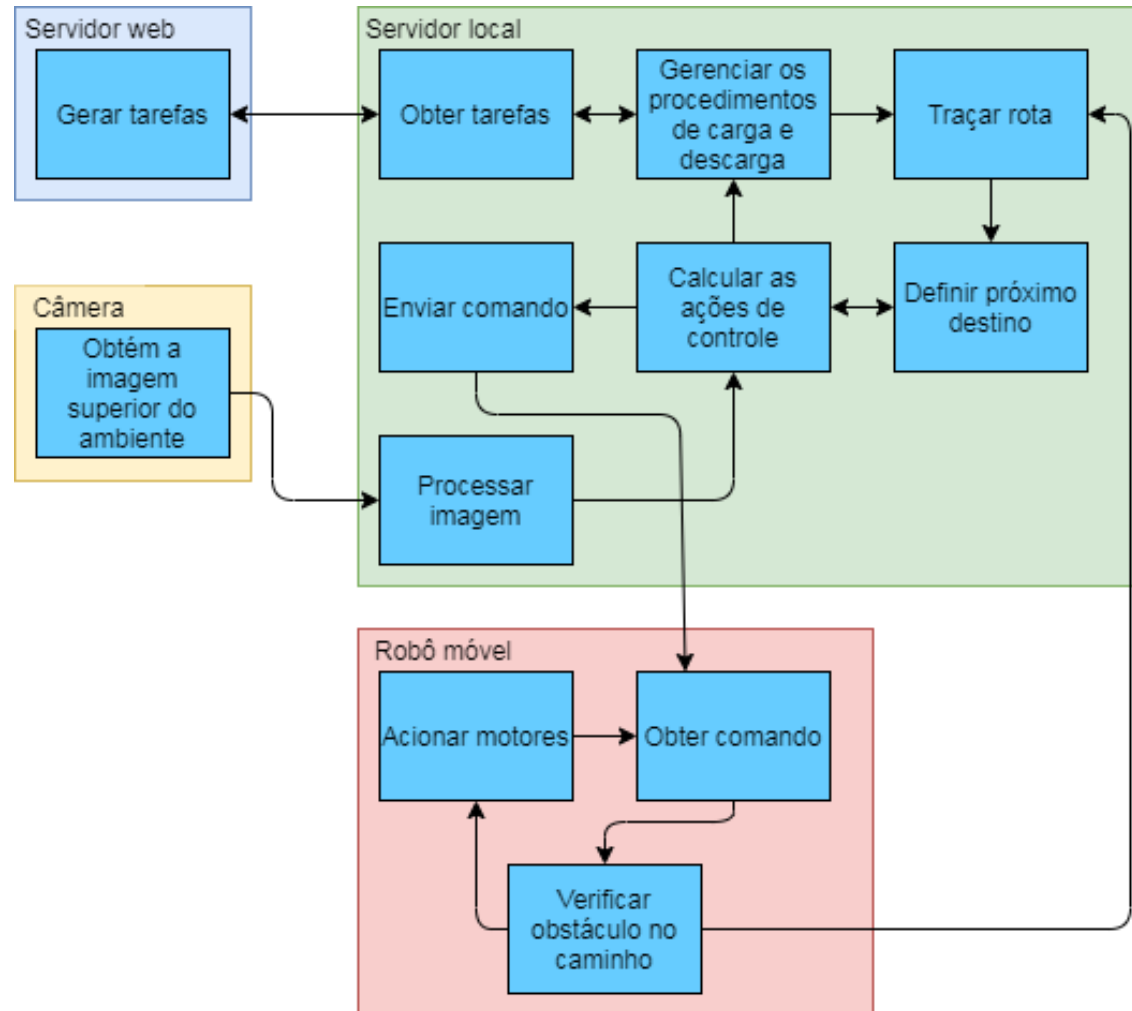 Servidor web
Gerar tarefas
Servidor local
Obter tarefas
Gerenciar os
procedimentos
de carga e
descarga
Traçar rota
Enviar comando
Calcular as
ações de
controle
Definir próximo
destino
Câmera
Obtém a
imagem
superior do
ambiente
Processar
imagem
Robô móvel
Acionar motores
Obter comando
Verificar
obstáculo no
caminho